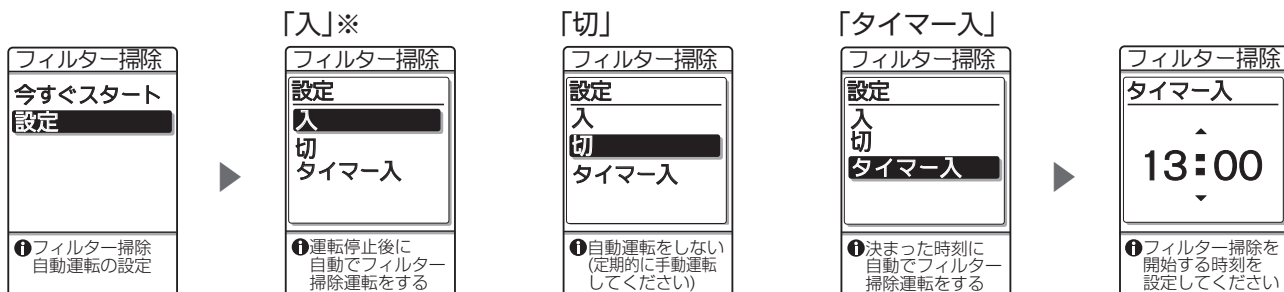 フィルター掃除
今すぐスタート
設定
❶フィルター掃除
自動運転の設定
「入」※
フィルター掃除
設定
入
切
タイマー入
❶運転停止後に
自動でフィルター
掃除運転をする
「切」
フィルター掃除
設定
入
切
タイマー入
❶自動運転をしない
(定期的に手動運転
してください)
「タイマー入」
フィルター掃除
設定
入
切
タイマー入
❶決まった時刻に
自動でフィルター
掃除運転をする
フィルター掃除
タイマー入
13:00
❶フィルター掃除を
開始する時刻を
設定してください